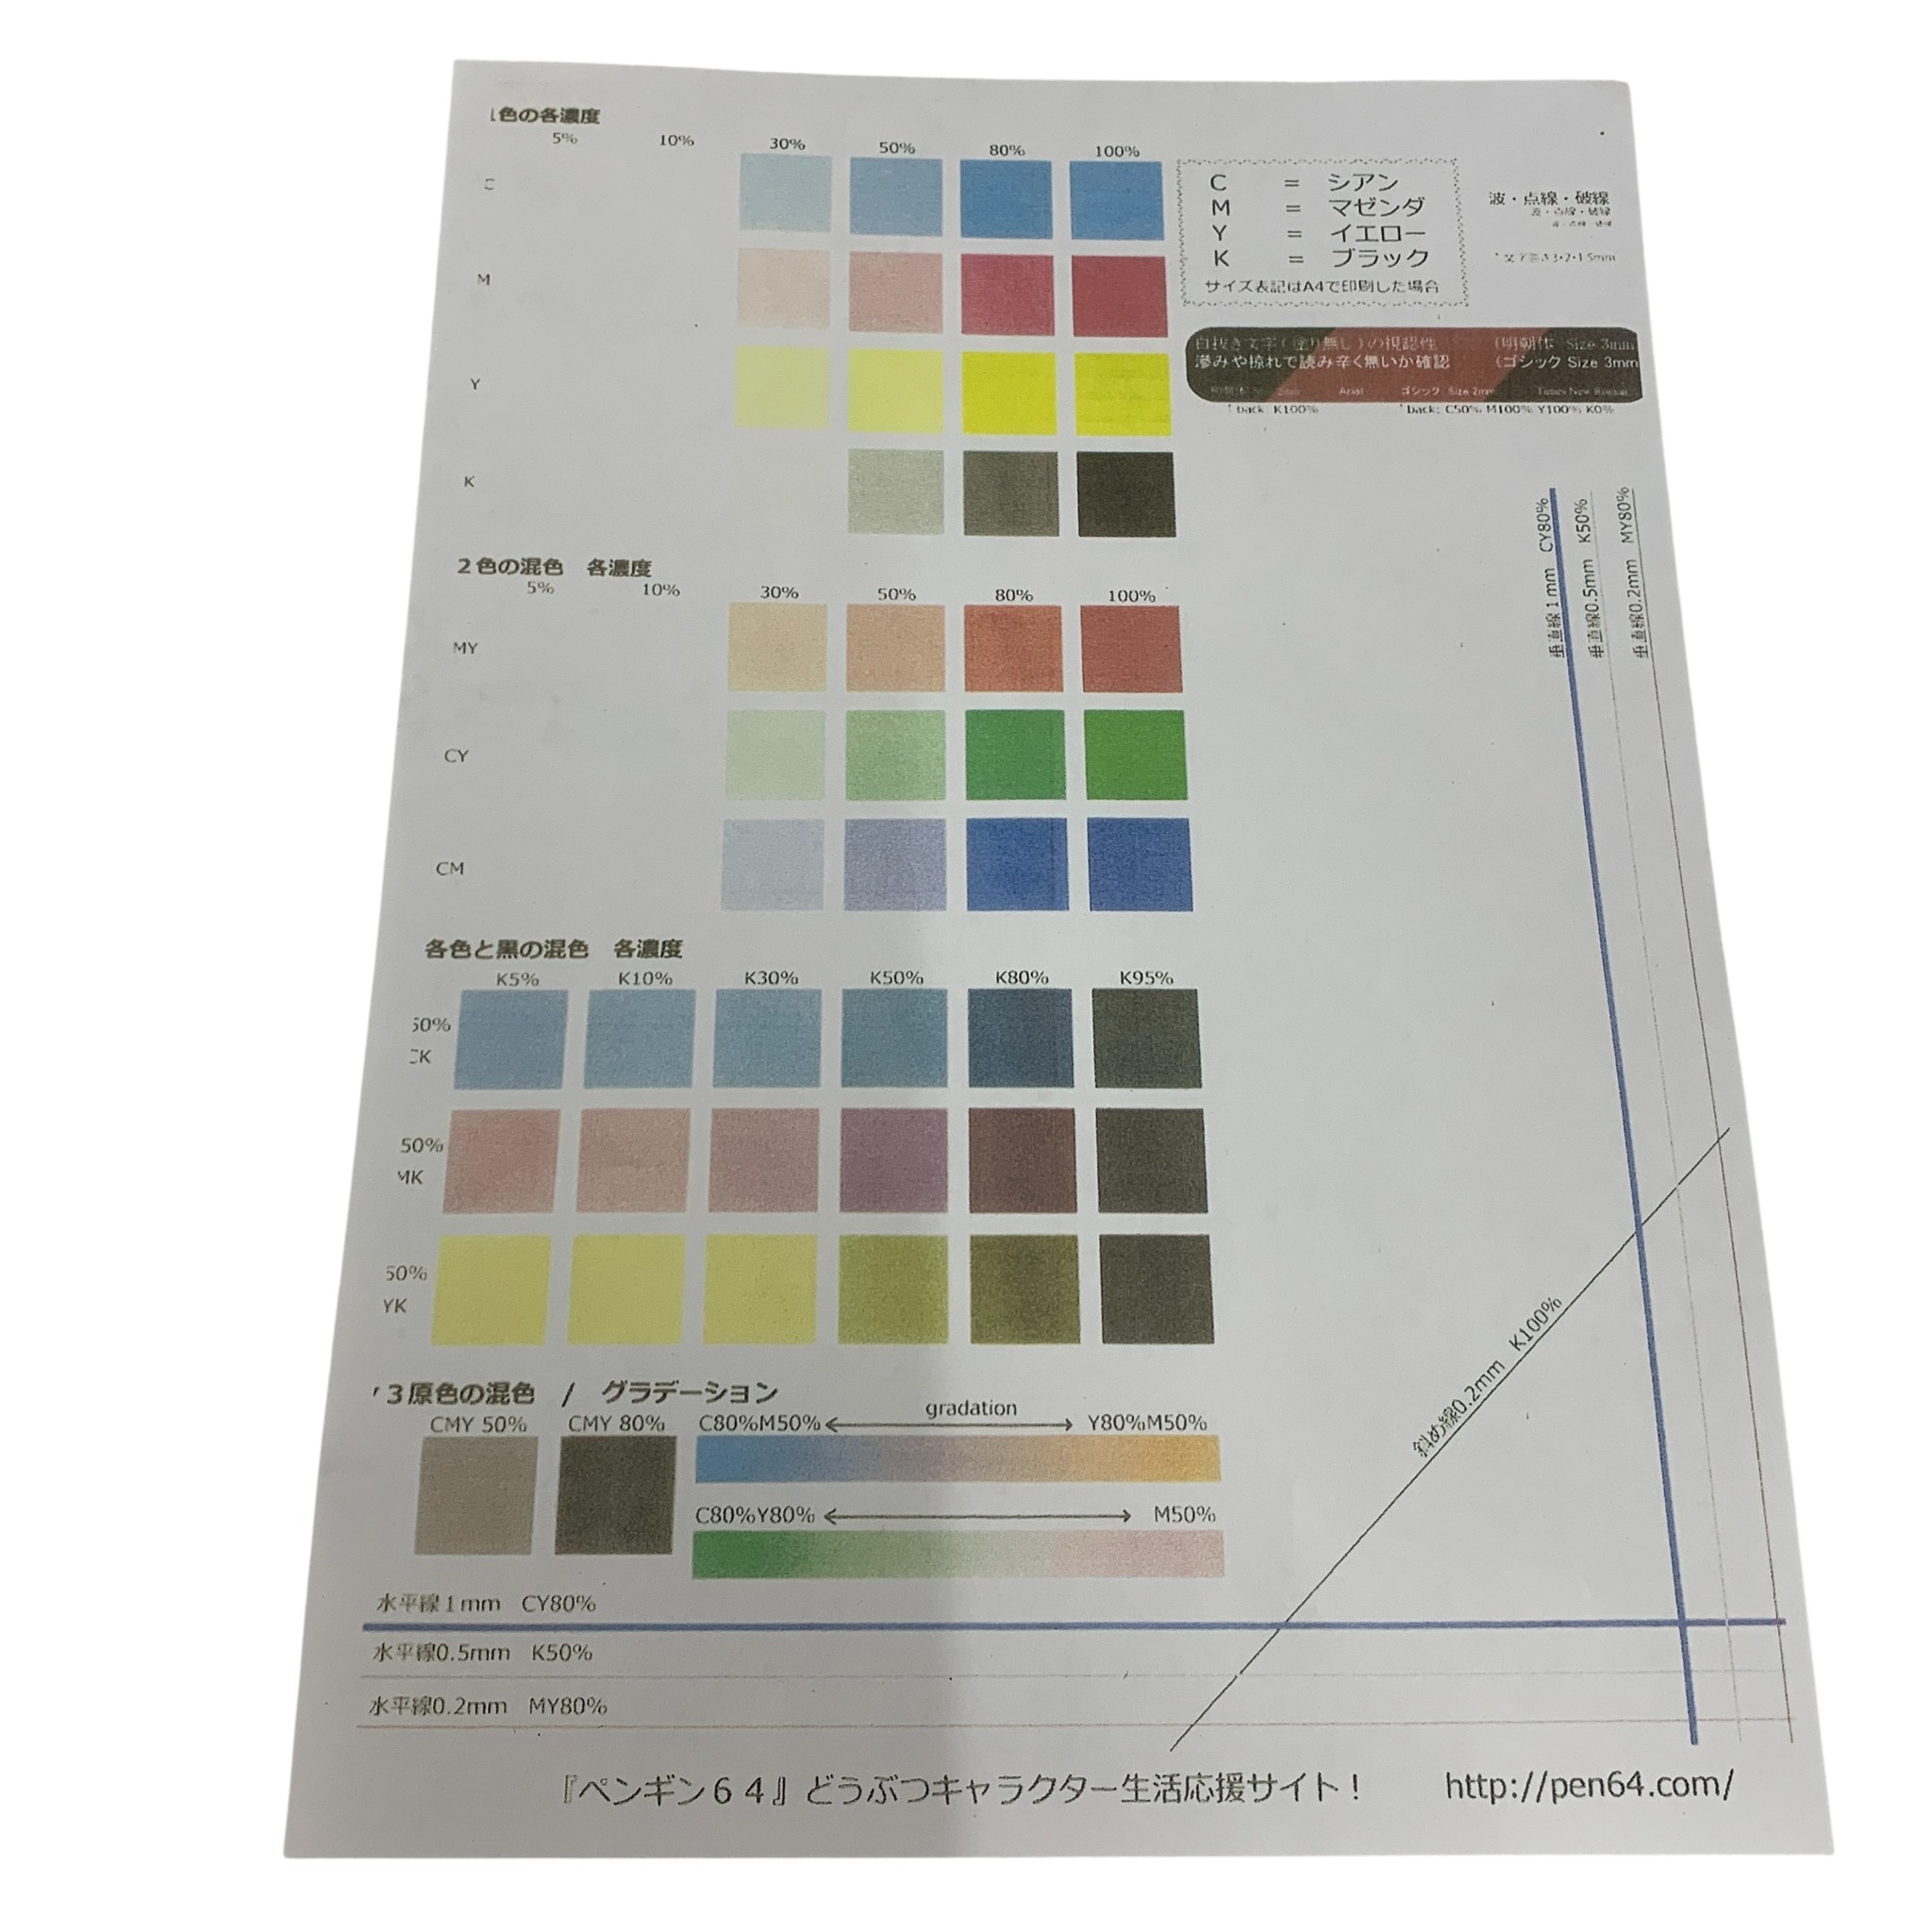 色の各濃度
5% 10% 30% 50% 80% 100%
C
M
Y
K
C = シアン
M = マゼンダ
Y = イエロー
K = ブラック
サイズ表記はA4で印刷した場合
波・点線・破線
波・点線・破線
波・点線・破線
文字高さ3・2・1.5mm
白抜き文字(塗り無し)の視認性 (明朝体 Size 3mm
滲みや掠れで読み辛く無いか確認 (ゴシック Size 3mm
Arial ゴシック Size 2mm Times New Roman
back: K100% back: C50% M100% Y100% K0%
垂直線1mm CY80%
垂直線0.5mm K50%
垂直線0.2mm MY80%
2色の混色 各濃度
5% 10% 30% 50% 80% 100%
MY
CY
CM
各色と黒の混色 各濃度
K5% K10% K30% K50% K80% K95%
50%
CK
50%
MK
50%
YK
3原色の混色 / グラデーション
CMY 50% CMY 80%
gradation
C80%M50% Y80%M50%
C80%Y80% M50%
斜め線0.2mm K100%
水平線1mm CY80%
水平線0.5mm K50%
水平線0.2mm MY80%
『ペンギン64』どうぶつキャラクター生活応援サイト! http://pen64.com/